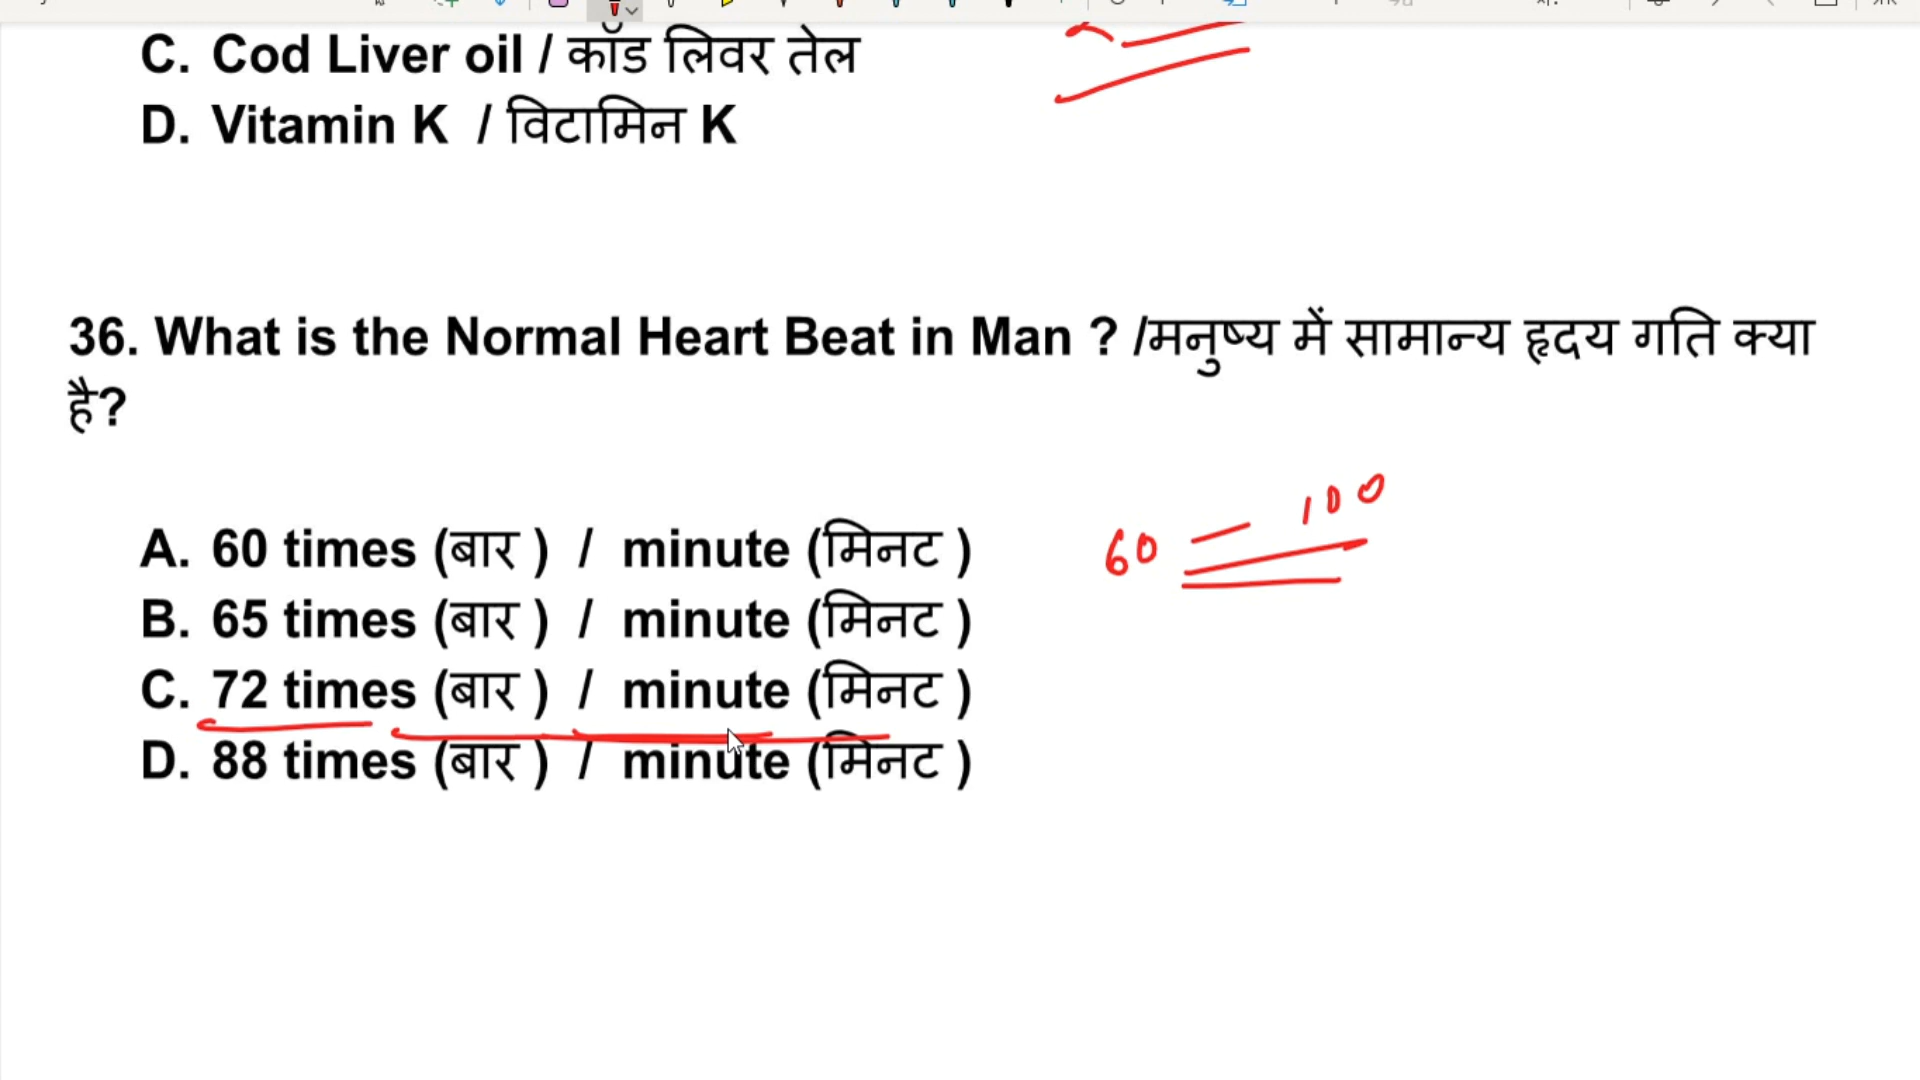 C. Cod Liver oil / कॉड लिवर तेल
D. Vitamin K / विटामिन K
36. What is the Normal Heart Beat in Man ? /मनुष्य में सामान्य हृदय गति क्या
है?
A. 60 times (बार ) / minute (मिनट )
60 – 100
B. 65 times (बार ) / minute (मिनट )
C. 72 times (बार ) / minute (मिनट )
D. 88 times (बार ) / minute (मिनट )